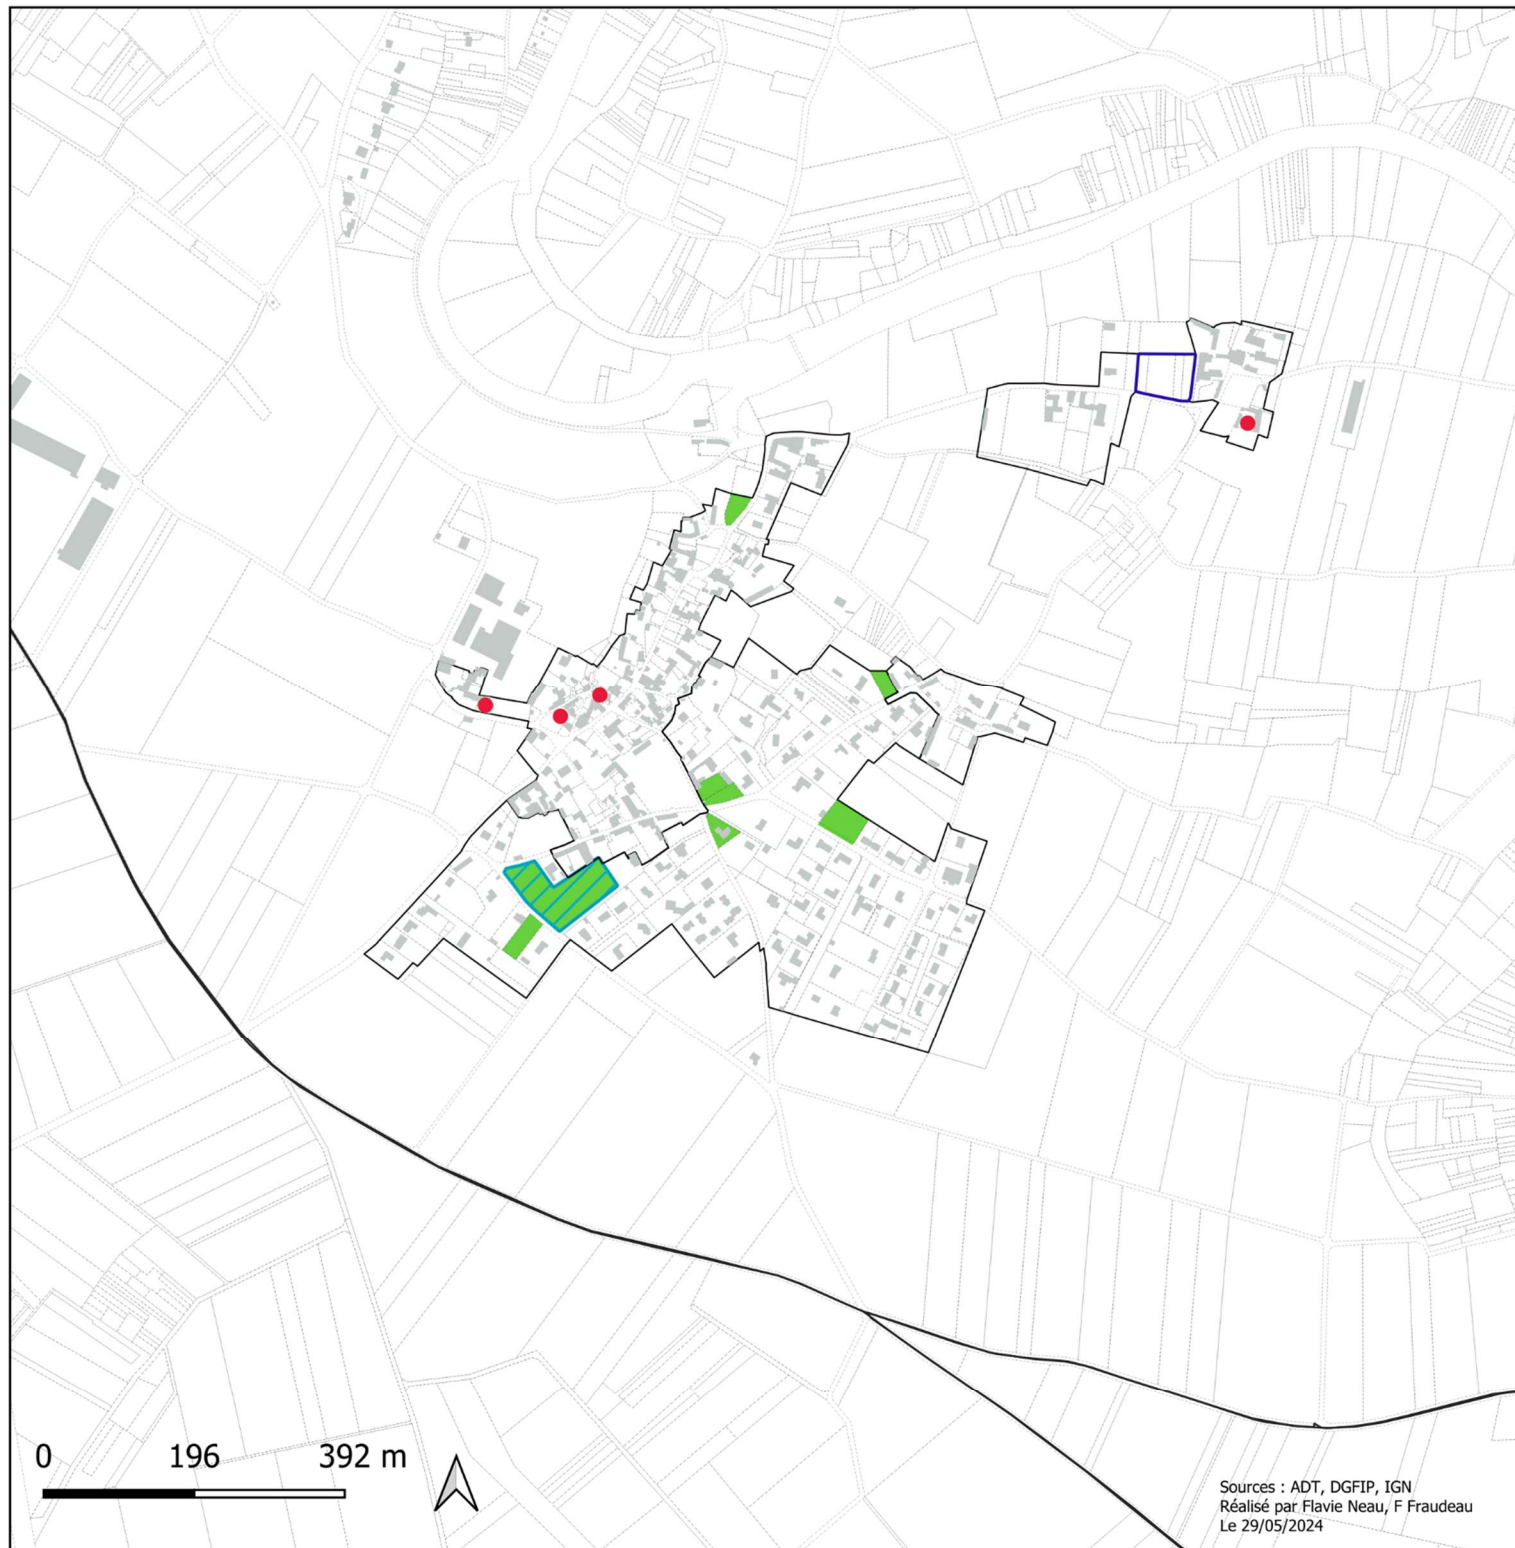 0 196 392 m
Sources : ADT, DGFIP, IGN
Réalisé par Flavie Neau, F Fraudeau
Le 29/05/2024